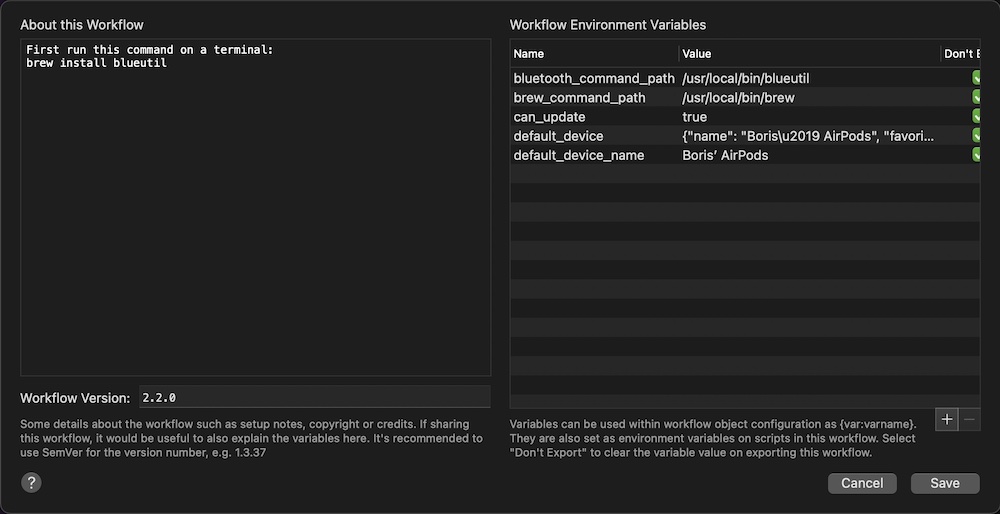 About this Workflow
First run this command on a terminal:
brew install blueutil
Workflow Version: 2.2.0
Some details about the workflow such as setup notes, copyright or credits. If sharing
this workflow, it would be useful to also explain the variables here. It's recommended to
use SemVer for the version number, e.g. 1.3.37
?
Workflow Environment Variables
Name Value Don't E
bluetooth_command_path /usr/local/bin/blueutil
brew_command_path /usr/local/bin/brew
can_update true
default_device {"name": "Boris\u2019 AirPods", "favori...
default_device_name Boris’ AirPods
+ −
Variables can be used within workflow object configuration as {var:varname}.
They are also set as environment variables on scripts in this workflow. Select
"Don't Export" to clear the variable value on exporting this workflow.
Cancel Save